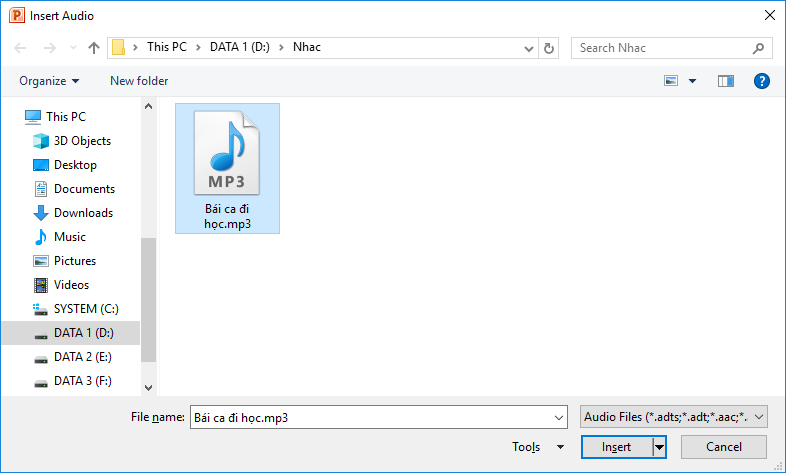 Insert Audio
This PC > DATA 1 (D:) > Nhac
Search Nhac
Organize
New folder
This PC
3D Objects
Desktop
Documents
Downloads
Music
Pictures
Videos
SYSTEM (C:)
DATA 1 (D:)
DATA 2 (E:)
DATA 3 (F:)
MP3
Bái ca đi
học.mp3
File name:
Bái ca đi học.mp3
Audio Files (*.adts;*.adt;*.aac;*.
Tools
Insert
Cancel